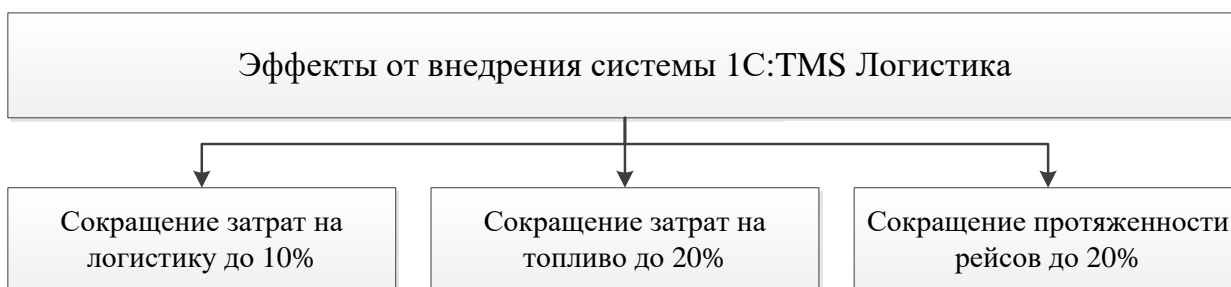 Эффекты от внедрения системы 1С:TMS Логистика
Сокращение затрат на
логистику до 10%
Сокращение затрат на
топливо до 20%
Сокращение протяженности
рейсов до 20%